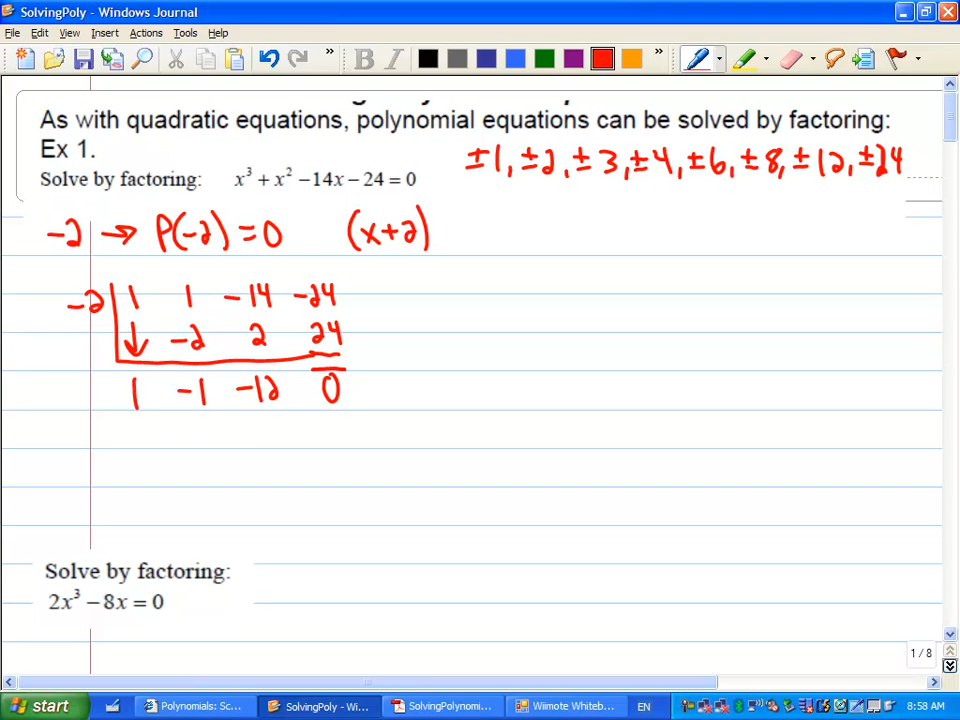 SolvingPoly - Windows Journal
File Edit View Insert Actions Tools Help
» B I »
As with quadratic equations, polynomial equations can be solved by factoring:
Ex 1.
±1, ±2, ±3, ±4, ±6, ±8, ±12, ±24
Solve by factoring: x³ + x² −14x − 24 = 0
-2 → P(-2) = 0 (x+2)
-2 | 1 1 -14 -24
↓ -2 2 24
1 -1 -12 0
Solve by factoring:
2x³ − 8x = 0
1 / 8
start Polynomials: Sc... SolvingPoly - Wi... SolvingPolynomi... Wiimote Whiteb... EN 8:58 AM